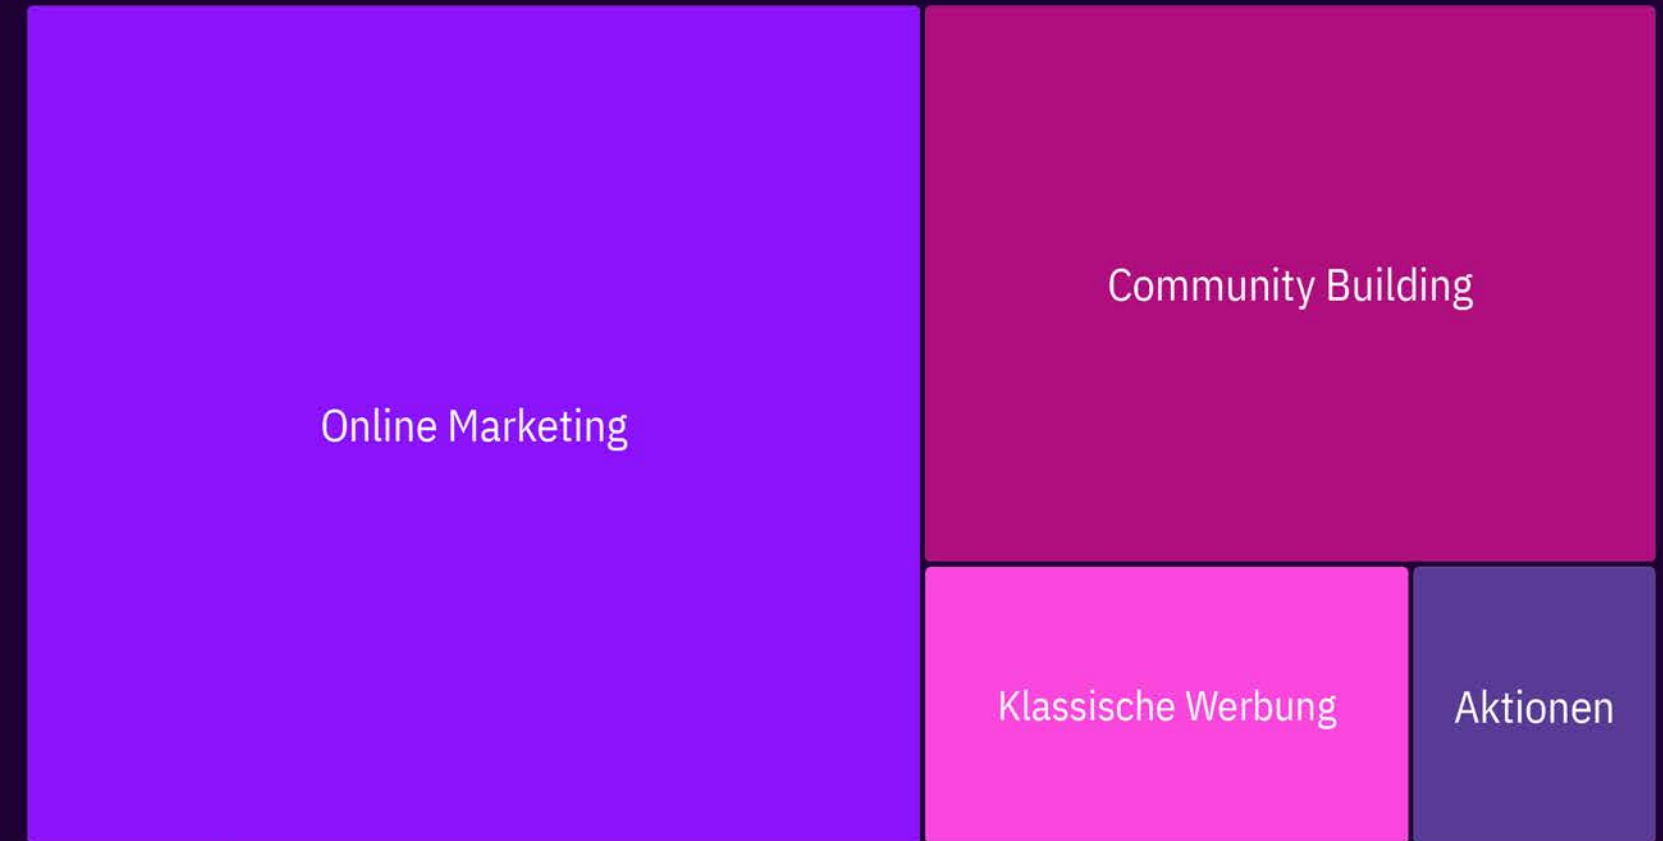 Online Marketing
Community Building
Klassische Werbung
Aktionen